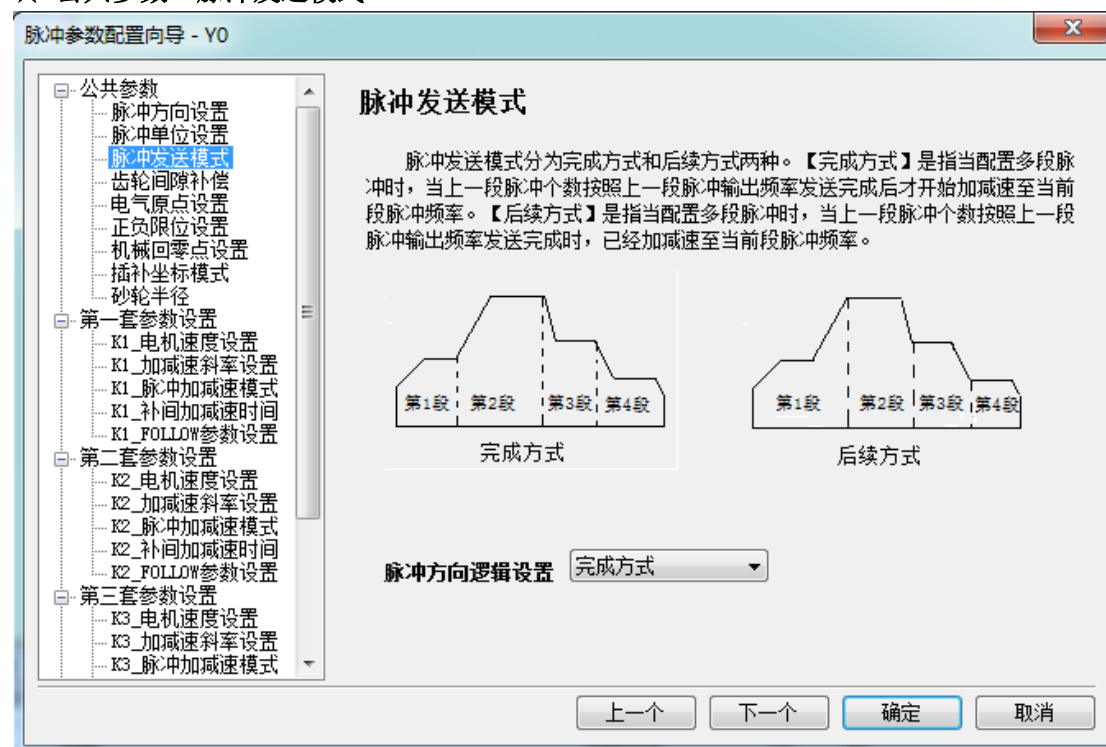 脉冲参数配置向导 - Y0
公共参数
脉冲方向设置
脉冲单位设置
脉冲发送模式
齿轮间隙补偿
电气原点设置
正负限位设置
机械回零点设置
插补坐标模式
砂轮半径
第一套参数设置
K1_电机速度设置
K1_加减速斜率设置
K1_脉冲加减速模式
K1_补间加减速时间
K1_FOLLOW参数设置
第二套参数设置
K2_电机速度设置
K2_加减速斜率设置
K2_脉冲加减速模式
K2_补间加减速时间
K2_FOLLOW参数设置
第三套参数设置
K3_电机速度设置
K3_加减速斜率设置
K3_脉冲加减速模式
脉冲发送模式
脉冲发送模式分为完成方式和后续方式两种。【完成方式】是指当配置多段脉
冲时，当上一段脉冲个数按照上一段脉冲输出频率发送完成后才开始加减速至当前
段脉冲频率。【后续方式】是指当配置多段脉冲时，当上一段脉冲个数按照上一段
脉冲输出频率发送完成时，已经加减速至当前段脉冲频率。
第1段 第2段 第3段 第4段
完成方式
第1段 第2段 第3段 第4段
后续方式
脉冲方向逻辑设置 完成方式
上一个 下一个 确定 取消